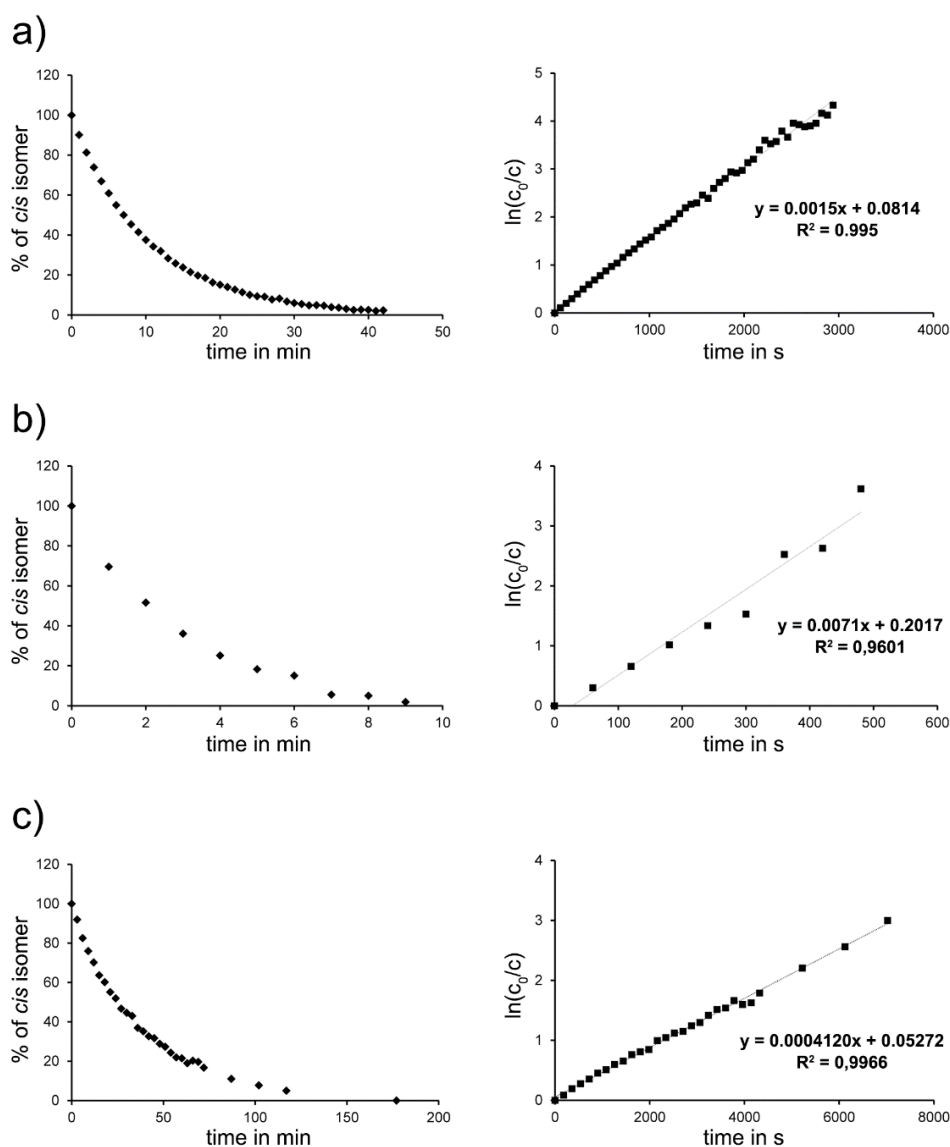 a)
120
100
80
60
40
20
0
% of cis isomer
0 10 20 30 40 50
time in min
5
4
3
2
1
0
ln(c₀/c)
y = 0.0015x + 0.0814
R² = 0.995
0 1000 2000 3000 4000
time in s
b)
120
100
80
60
40
20
0
% of cis isomer
0 2 4 6 8 10
time in min
4
3
2
1
0
ln(c₀/c)
y = 0.0071x + 0.2017
R² = 0,9601
0 100 200 300 400 500 600
time in s
c)
120
100
80
60
40
20
0
% of cis isomer
0 50 100 150 200
time in min
4
3
2
1
0
ln(c₀/c)
y = 0.0004120x + 0.05272
R² = 0,9966
0 2000 4000 6000 8000
time in s